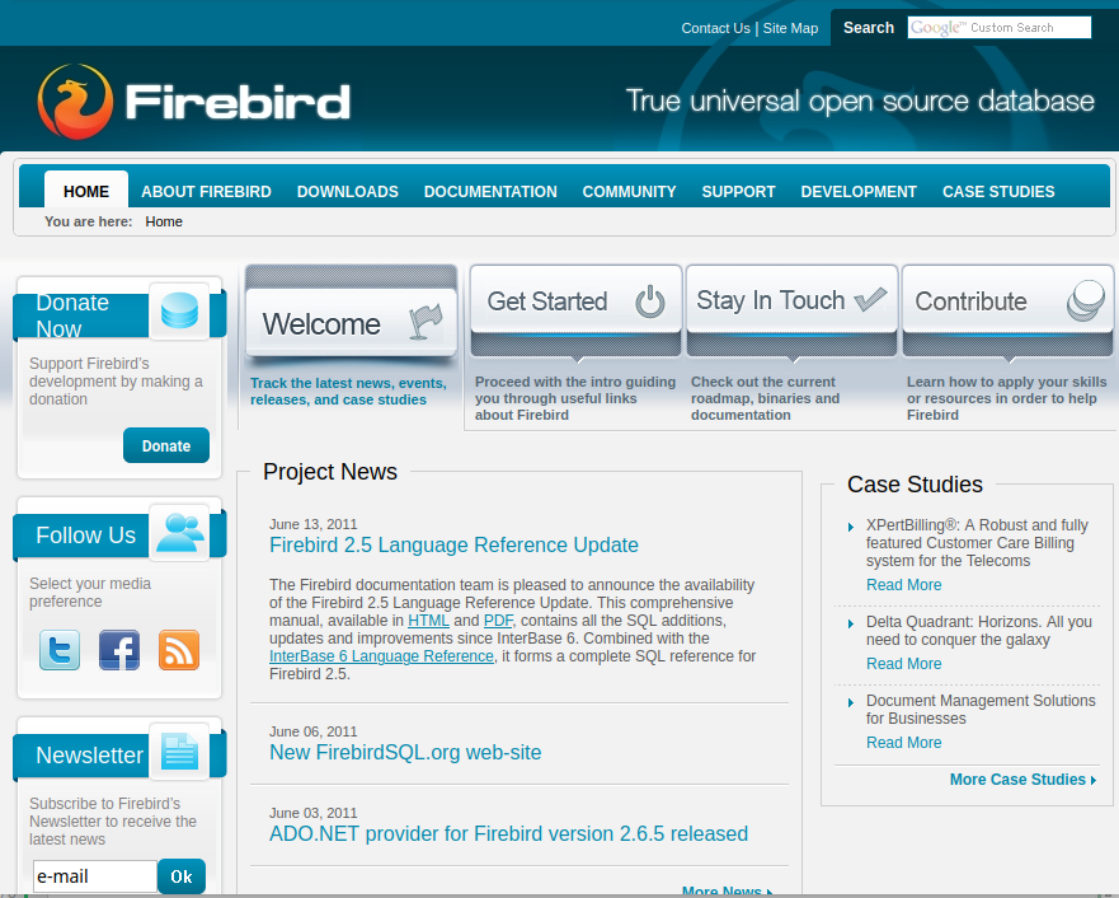 Contact Us | Site Map
Search
Google™ Custom Search
Firebird
True universal open source database
HOME
ABOUT FIREBIRD
DOWNLOADS
DOCUMENTATION
COMMUNITY
SUPPORT
DEVELOPMENT
CASE STUDIES
You are here: Home
Donate
Now
Support Firebird's
development by making a
donation
Donate
Follow Us
Select your media
preference
Newsletter
Subscribe to Firebird's
Newsletter to receive the
latest news
e-mail
Ok
Welcome
Track the latest news, events,
releases, and case studies
Get Started
Proceed with the intro guiding
you through useful links
about Firebird
Stay In Touch
Check out the current
roadmap, binaries and
documentation
Contribute
Learn how to apply your skills
or resources in order to help
Firebird
Project News
June 13, 2011
Firebird 2.5 Language Reference Update
The Firebird documentation team is pleased to announce the availability
of the Firebird 2.5 Language Reference Update. This comprehensive
manual, available in HTML and PDF, contains all the SQL additions,
updates and improvements since InterBase 6. Combined with the
InterBase 6 Language Reference, it forms a complete SQL reference for
Firebird 2.5.
June 06, 2011
New FirebirdSQL.org web-site
June 03, 2011
ADO.NET provider for Firebird version 2.6.5 released
More News
Case Studies
XPertBilling®: A Robust and fully
featured Customer Care Billing
system for the Telecoms
Read More
Delta Quadrant: Horizons. All you
need to conquer the galaxy
Read More
Document Management Solutions
for Businesses
Read More
More Case Studies